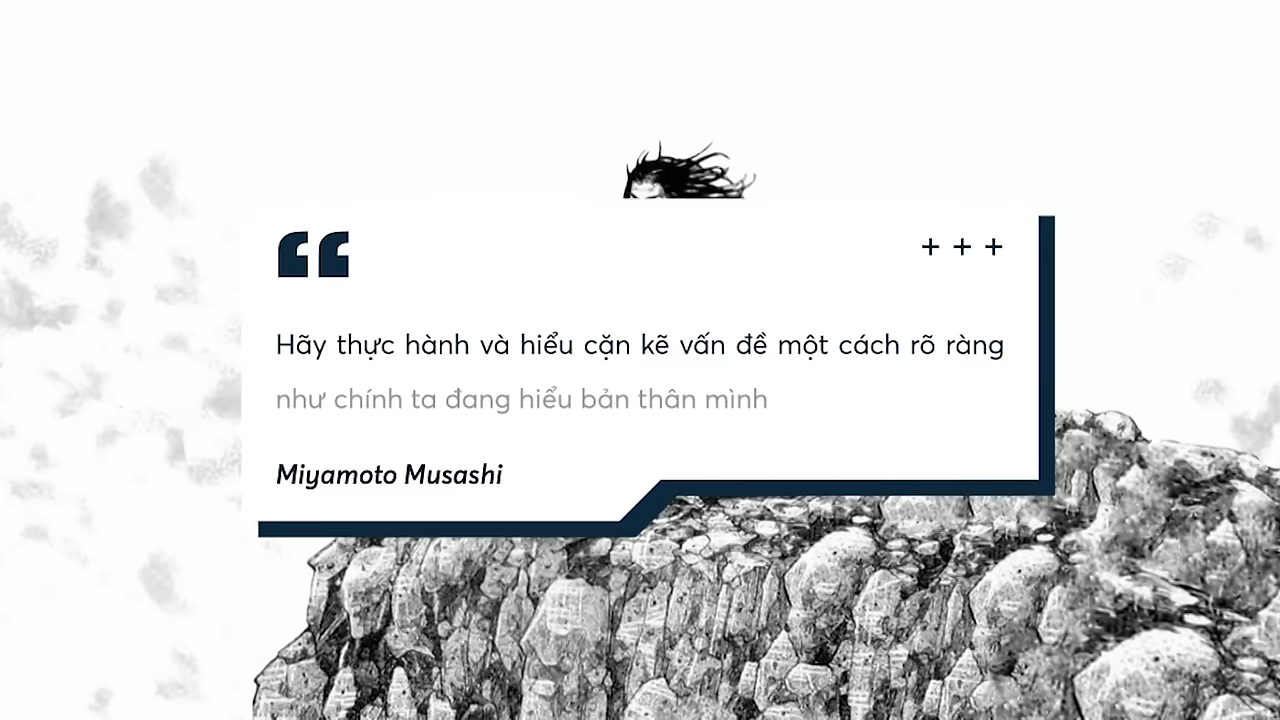 “
+ + +
Hãy thực hành và hiểu cặn kẽ vấn đề một cách rõ ràng
như chính ta đang hiểu bản thân mình
Miyamoto Musashi